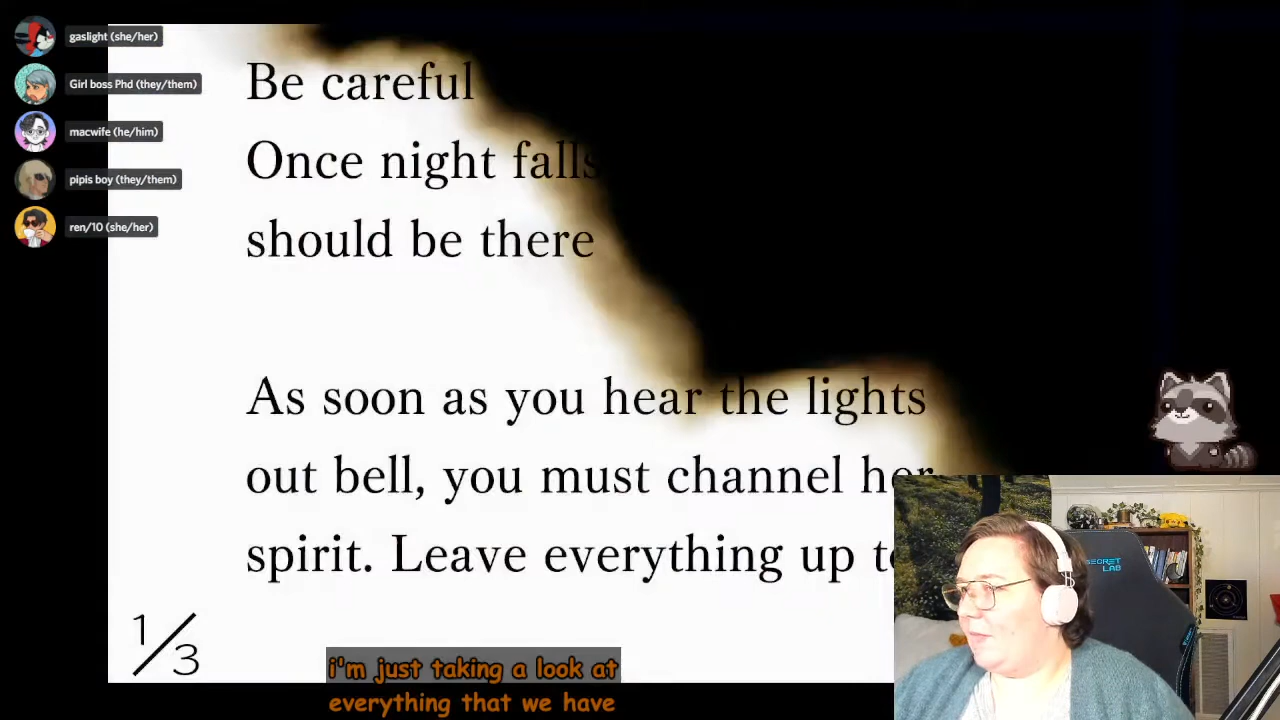 gaslight (she/her)
Girl boss Phd (they/them)
macwife (he/him)
pipis boy (they/them)
ren/10 (she/her)
Be careful
Once night falls
should be there
As soon as you hear the lights
out bell, you must channel her
spirit. Leave everything up to
1/3
i'm just taking a look at
everything that we have
SECRET
LAB